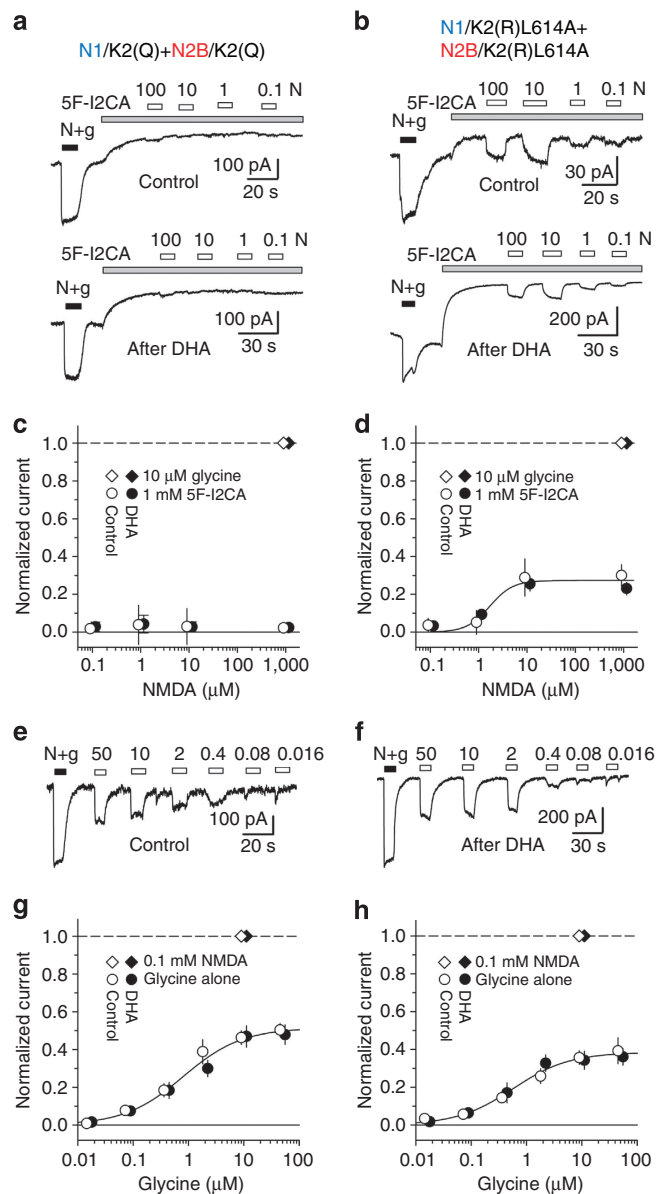 a
N1/K2(Q)+N2B/K2(Q)
100 10 1 0.1 N
5F-I2CA
N+g
100 pA
20 s
Control
100 10 1 0.1 N
5F-I2CA
N+g
100 pA
30 s
After DHA
b
N1/K2(R)L614A+
N2B/K2(R)L614A
100 10 1 0.1 N
5F-I2CA
N+g
30 pA
20 s
Control
100 10 1 0.1 N
5F-I2CA
N+g
200 pA
30 s
After DHA
c
Normalized current
1.0
0.8
0.6
0.4
0.2
0.0
10 μM glycine
1 mM 5F-I2CA
DHA
Control
0.1 1 10 100 1,000
NMDA (μM)
d
Normalized current
1.0
0.8
0.6
0.4
0.2
0.0
10 μM glycine
1 mM 5F-I2CA
DHA
Control
0.1 1 10 100 1,000
NMDA (μM)
e
N+g 50 10 2 0.4 0.08 0.016
100 pA
20 s
Control
f
N+g 50 10 2 0.4 0.08 0.016
200 pA
30 s
After DHA
g
Normalized current
1.0
0.8
0.6
0.4
0.2
0.0
0.1 mM NMDA
Glycine alone
DHA
Control
0.01 0.1 1 10 100
Glycine (μM)
h
Normalized current
1.0
0.8
0.6
0.4
0.2
0.0
0.1 mM NMDA
Glycine alone
DHA
Control
0.01 0.1 1 10 100
Glycine (μM)